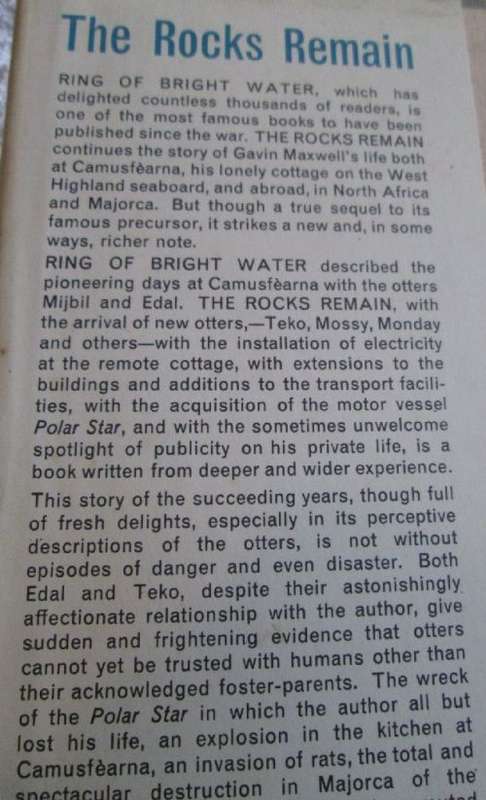 The Rocks Remain
RING OF BRIGHT WATER, which has
delighted countless thousands of readers, is
one of the most famous books to have been
published since the war. THE ROCKS REMAIN
continues the story of Gavin Maxwell's life both
at Camusfèarna, his lonely cottage on the West
Highland seaboard, and abroad, in North Africa
and Majorca. But though a true sequel to its
famous precursor, it strikes a new and, in some
ways, richer note.
RING OF BRIGHT WATER described the
pioneering days at Camusfèarna with the otters
Mijbil and Edal. THE ROCKS REMAIN, with
the arrival of new otters,—Teko, Mossy, Monday
and others—with the installation of electricity
at the remote cottage, with extensions to the
buildings and additions to the transport facili-
ties, with the acquisition of the motor vessel
Polar Star, and with the sometimes unwelcome
spotlight of publicity on his private life, is a
book written from deeper and wider experience.
This story of the succeeding years, though full
of fresh delights, especially in its perceptive
descriptions of the otters, is not without
episodes of danger and even disaster. Both
Edal and Teko, despite their astonishingly
affectionate relationship with the author, give
sudden and frightening evidence that otters
cannot yet be trusted with humans other than
their acknowledged foster-parents. The wreck
of the Polar Star in which the author all but
lost his life, an explosion in the kitchen at
Camusfèarna, an invasion of rats, the total and
spectacular destruction in Majorca of the